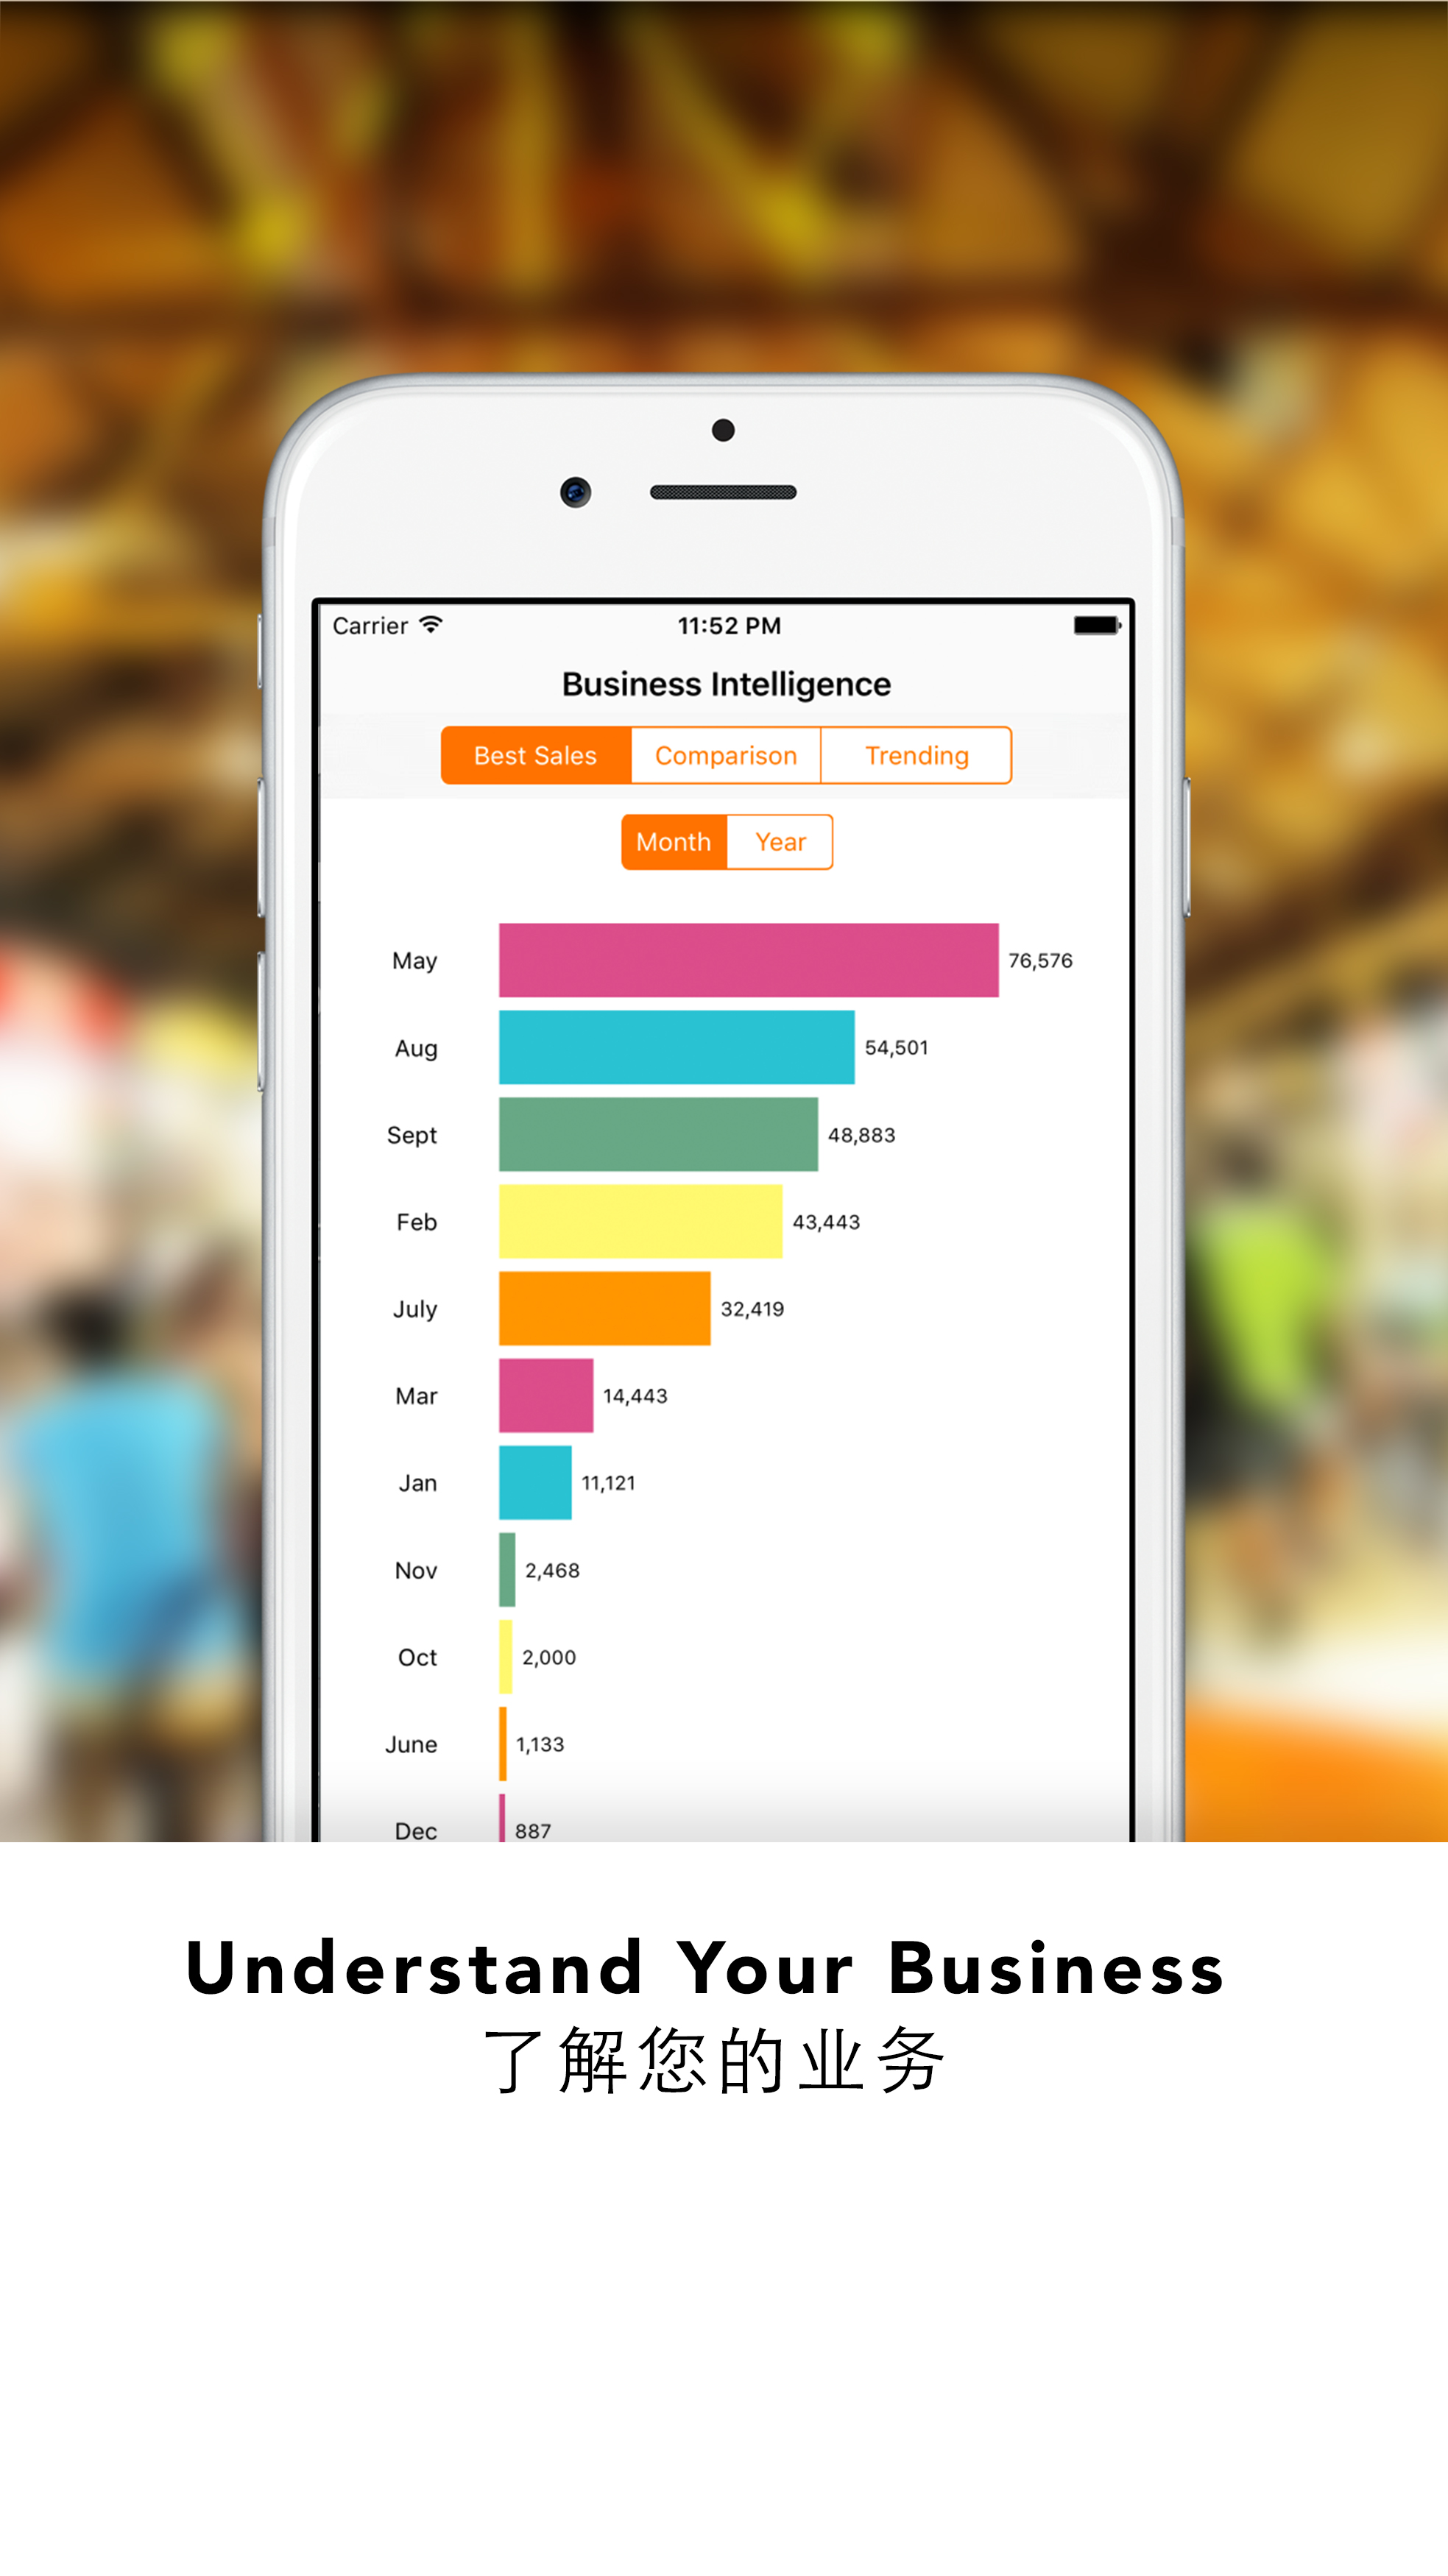 Carrier 11:52 PM
Business Intelligence
Best Sales Comparison Trending
Month Year
May 76,576
Aug 54,501
Sept 48,883
Feb 43,443
July 32,419
Mar 14,443
Jan 11,121
Nov 2,468
Oct 2,000
June 1,133
Dec 887
Understand Your Business
了解您的业务